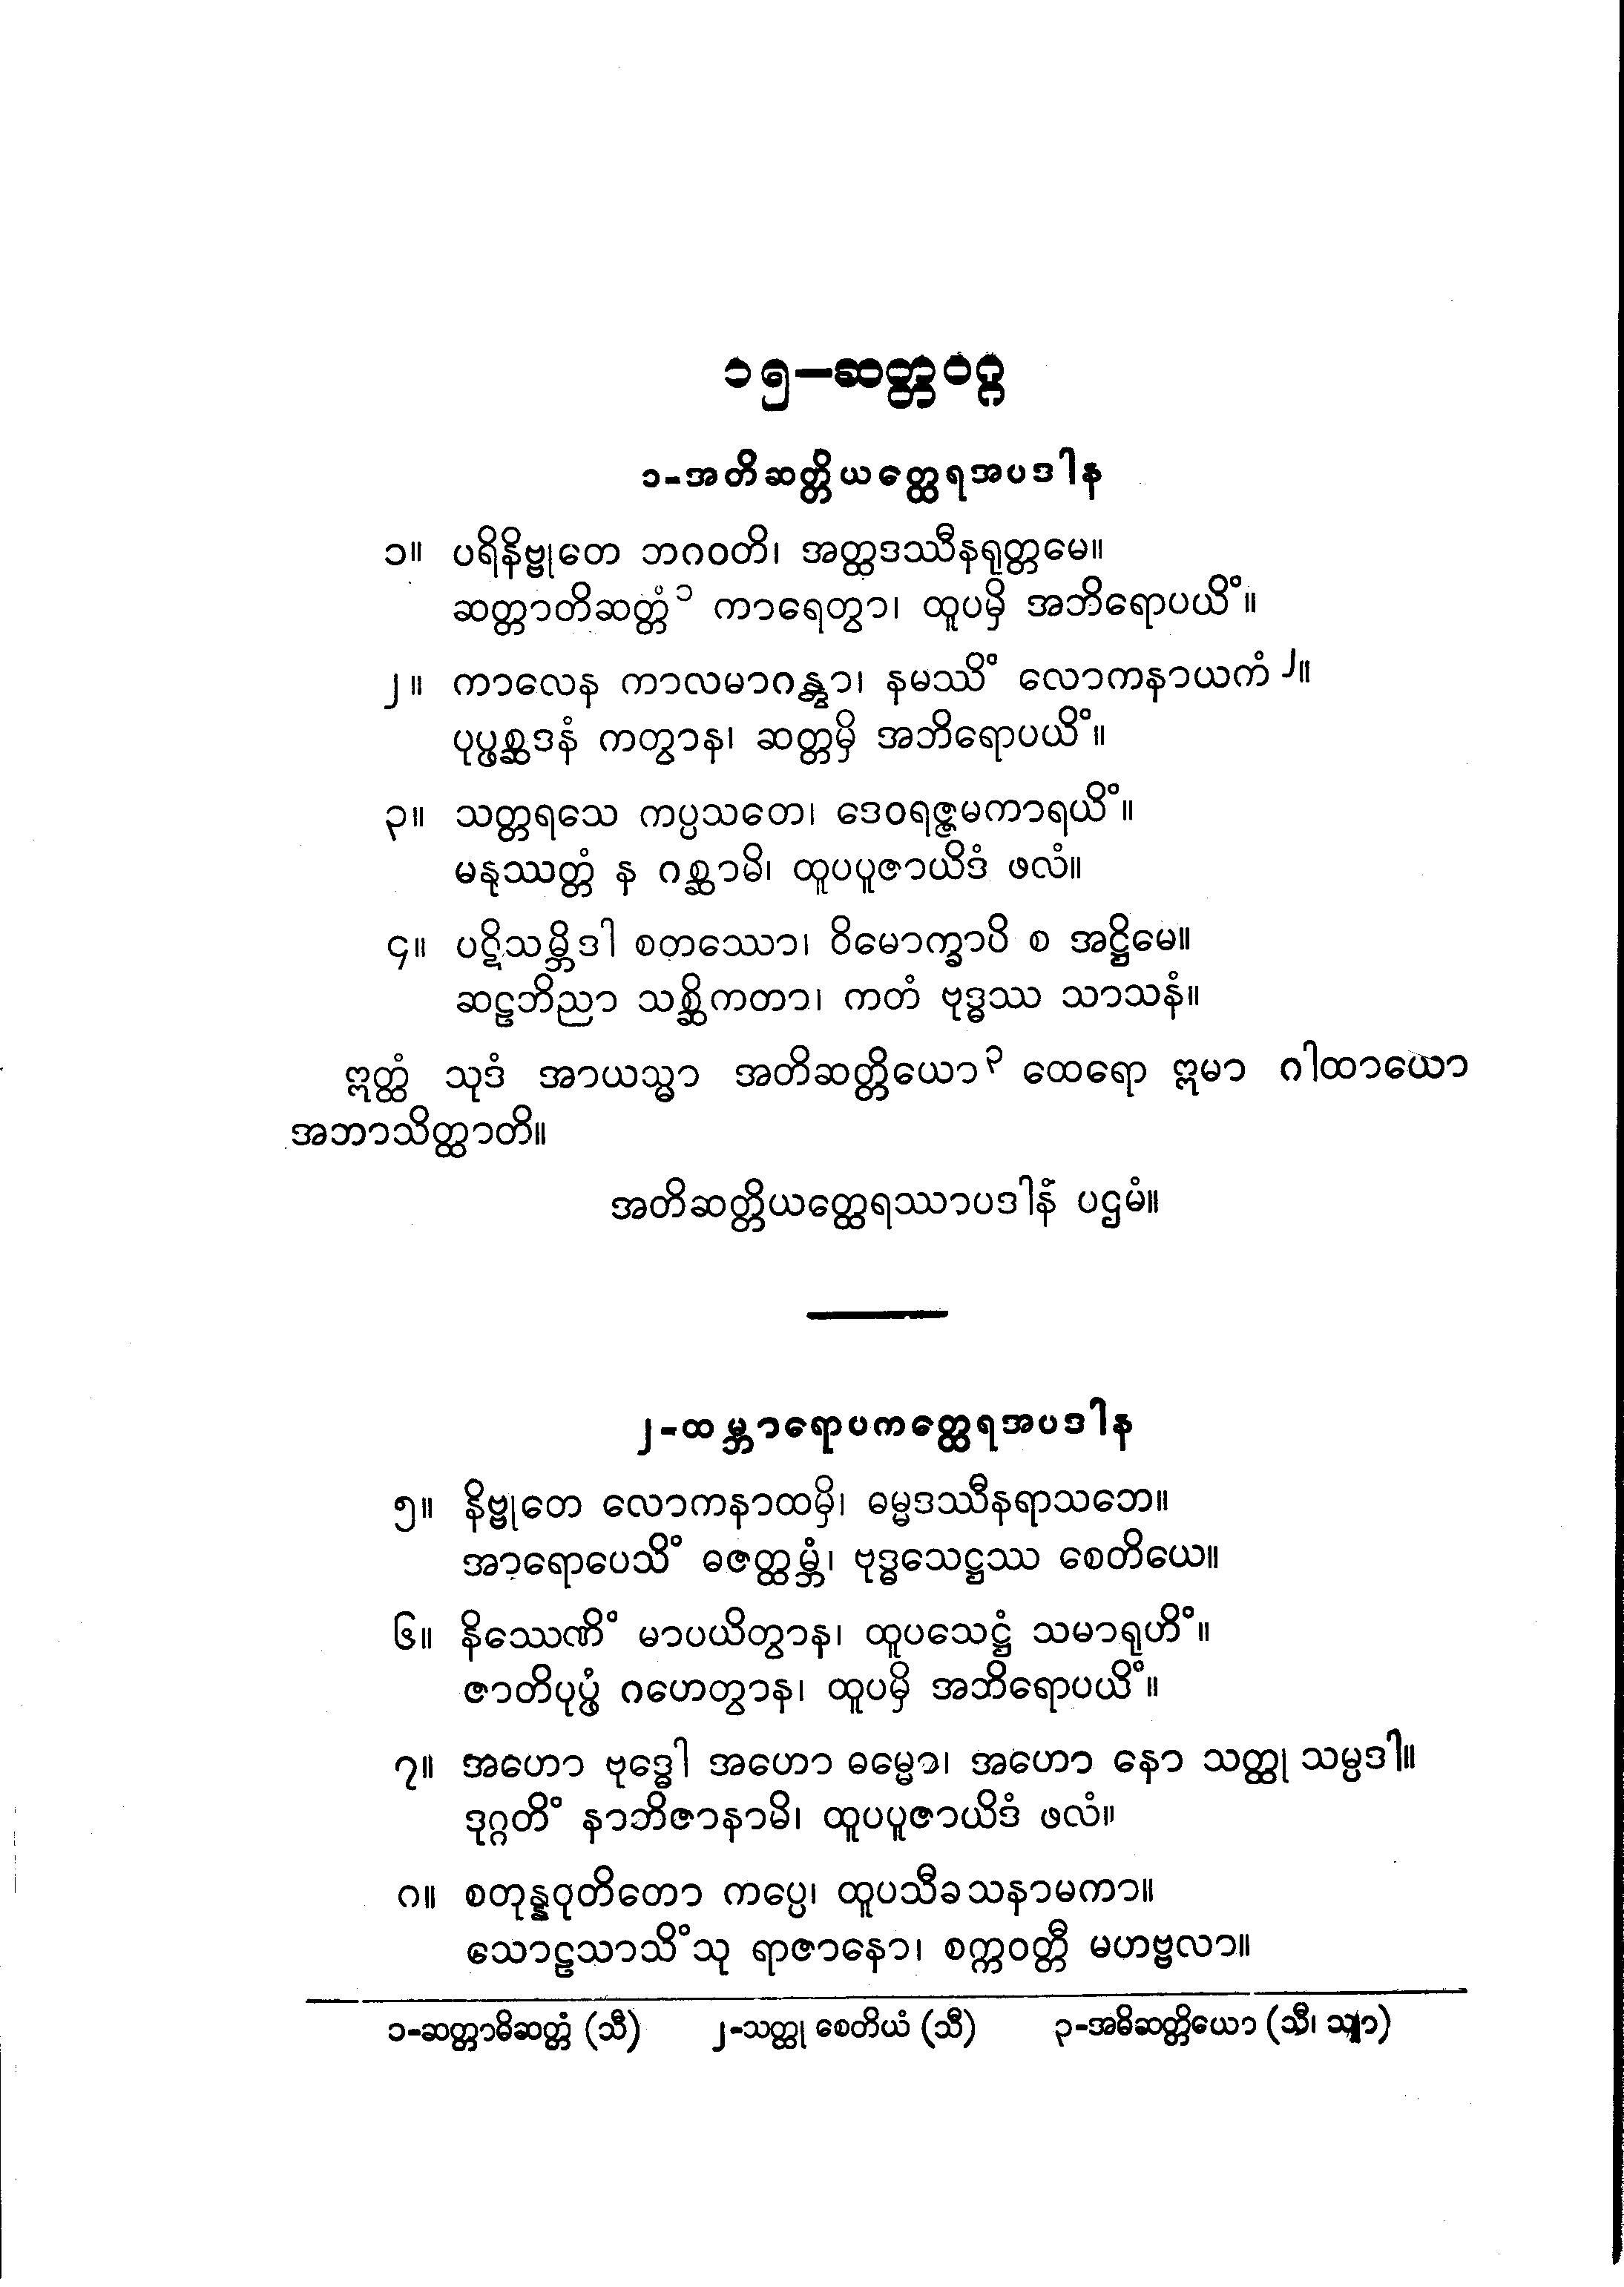 ၁၅–ဆတ္တဝဂ္ဂ
၁-အတိဆတ္တိယတ္ထေရအပဒါန
၁။ ပရိနိဗ္ဗုတေ ဘဂဝတိ၊ အတ္ထဒဿီနရုတ္တမေ။
ဆတ္တာတိဆတ္တံ ၁ ကာရေတွာ၊ ထူပမှိ အဘိရောပယိံ။
၂။ ကာလေန ကာလမာဂန္တွာ၊ နမဿိံ လောကနာယကံ ၂။
ပုပ္ဖစ္ဆဒနံ ကတွာန၊ ဆတ္တမှိ အဘိရောပယိံ။
၃။ သတ္တရသေ ကပ္ပသတေ၊ ဒေဝရဇ္ဇမကာရယိံ။
မနုဿတ္တံ န ဂစ္ဆာမိ၊ ထူပပူဇာယိဒံ ဖလံ။
၄။ ပဋိသမ္ဘိဒါ စတဿော၊ ဝိမောက္ခာပိ စ အဋ္ဌိမေ။
ဆဠဘိညာ သစ္ဆိကတာ၊ ကတံ ဗုဒ္ဓဿ သာသနံ။
ဣတ္ထံ သုဒံ အာယသ္မာ အတိဆတ္တိယော ၃ ထေရော ဣမာ ဂါထာယော
အဘာသိတ္ထာတိ။
အတိဆတ္တိယတ္ထေရဿာပဒါနံ ပဌမံ။
၂-ထမ္ဘာရောပကတ္ထေရအပဒါန
၅။ နိဗ္ဗုတေ လောကနာထမှိ၊ ဓမ္မဒဿီနရာသဘေ။
အာရောပေသိံ ဓဇတ္ထမ္ဘံ၊ ဗုဒ္ဓသေဋ္ဌဿ စေတိယေ။
၆။ နိဿေဏိံ မာပယိတွာန၊ ထူပသေဋ္ဌံ သမာရုဟိံ။
ဇာတိပုပ္ဖံ ဂဟေတွာန၊ ထူပမှိ အဘိရောပယိံ။
၇။ အဟော ဗုဒ္ဓေါ အဟော ဓမ္မော၊ အဟော နော သတ္ထု သမ္ပဒါ။
ဒုဂ္ဂတိံ နာဘိဇာနာမိ၊ ထူပပူဇာယိဒံ ဖလံ။
၈။ စတုန္နဝုတိတော ကပ္ပေ၊ ထူပသီခသနာမကာ။
သောဠသာသိံသု ရာဇာနော၊ စက္ကဝတ္တီ မဟဗ္ဗလာ။
၁-ဆတ္တာဓိဆတ္တံ (သီ) ၂-သတ္ထု စေတိယံ (သီ) ၃-အဓိဆတ္တိယော (သီ၊ သျာ)